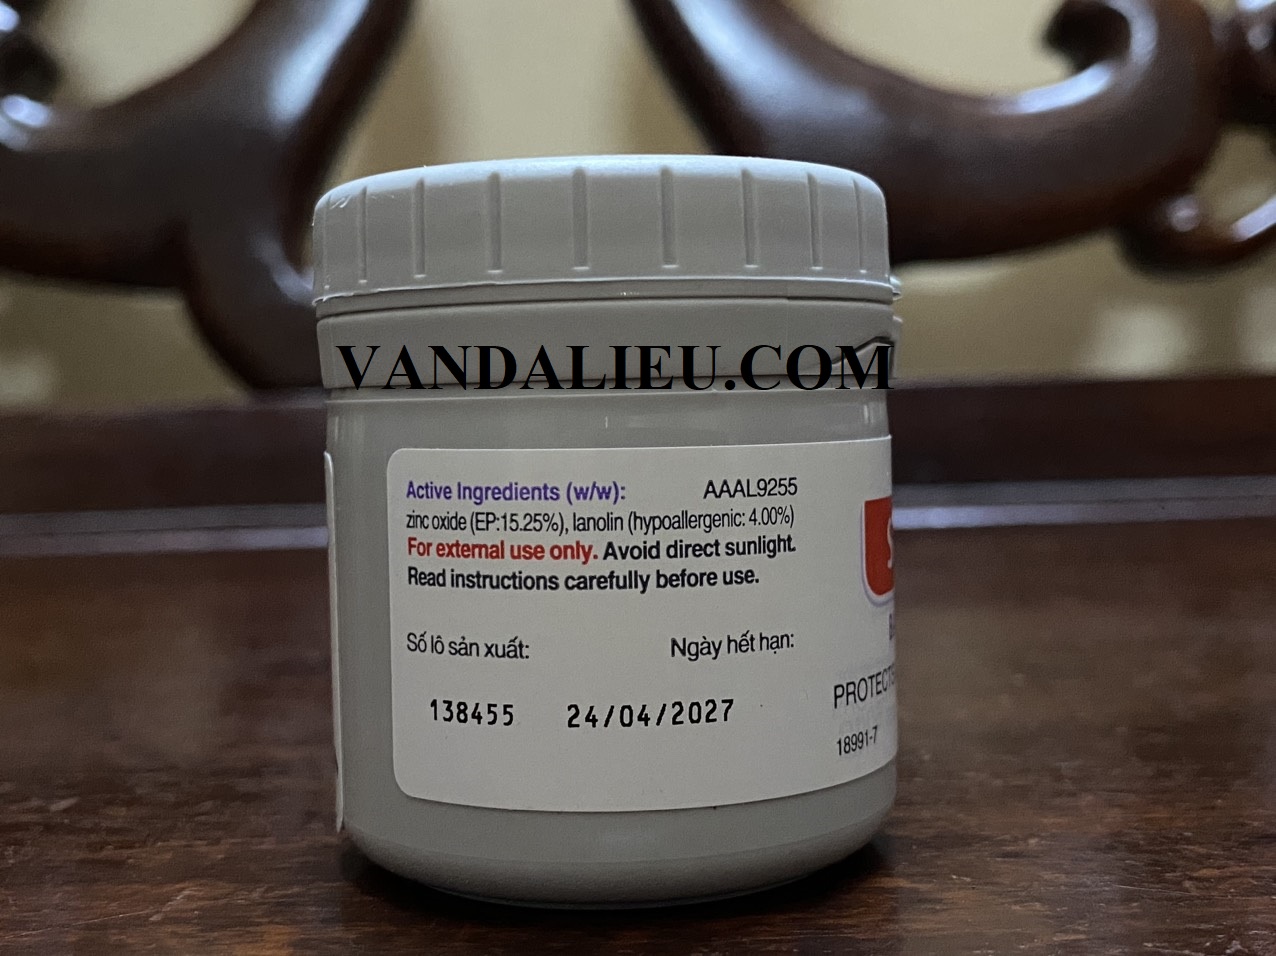 VANDALIEU.COM
Active Ingredients (w/w): AAAL9255
zinc oxide (EP:15.25%), lanolin (hypoallergenic: 4.00%)
For external use only. Avoid direct sunlight.
Read instructions carefully before use.
Số lô sản xuất: Ngày hết hạn:
138455 24/04/2027
18991-7